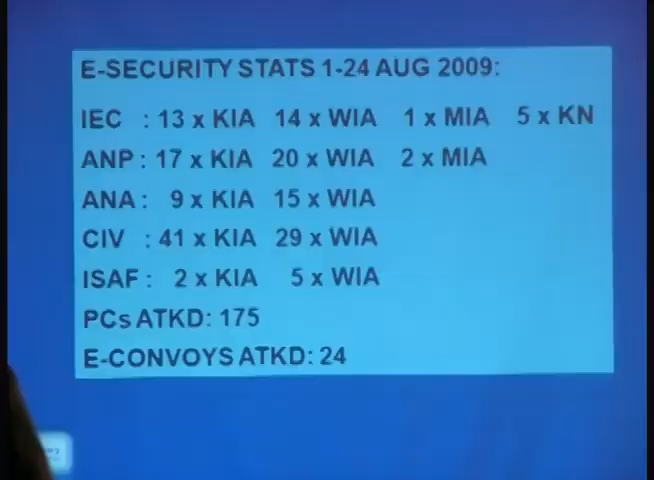 E-SECURITY STATS 1-24 AUG 2009:
IEC : 13 x KIA 14 x WIA 1 x MIA 5 x KN
ANP : 17 x KIA 20 x WIA 2 x MIA
ANA : 9 x KIA 15 x WIA
CIV : 41 x KIA 29 x WIA
ISAF : 2 x KIA 5 x WIA
PCs ATKD: 175
E-CONVOYS ATKD: 24